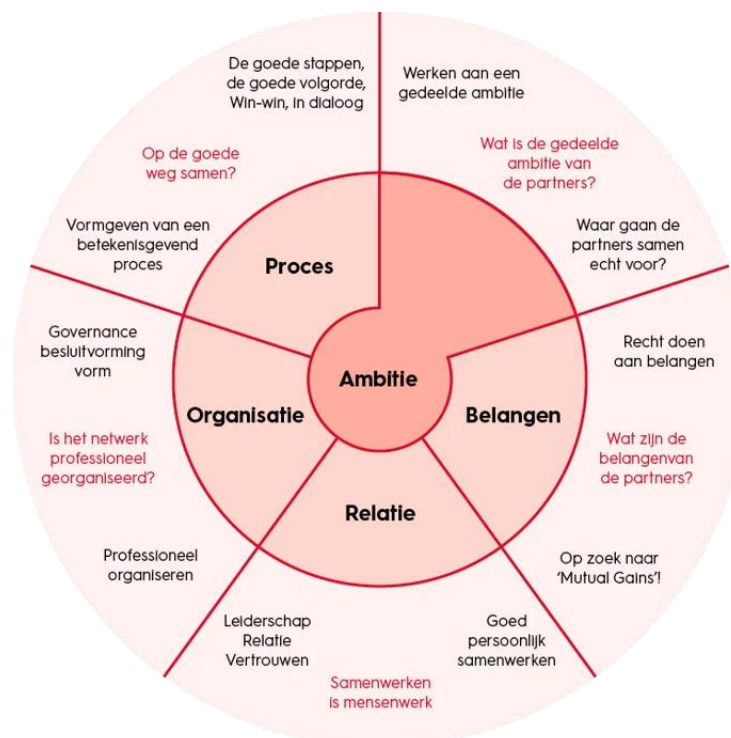 De goede stappen,
de goede volgorde,
Win-win, in dialoog
Op de goede
weg samen?
Vormgeven van een
betekenisgevend
proces
Proces
Werken aan een
gedeelde ambitie
Wat is de gedeelde
ambitie van
de partners?
Waar gaan de
partners samen
echt voor?
Ambitie
Governance
besluitvorming
vorm
Is het netwerk
professioneel
georganiseerd?
Professioneel
organiseren
Organisatie
Belangen
Recht doen
aan belangen
Wat zijn de
belangenvan
de partners?
Op zoek naar
‘Mutual Gains’!
Relatie
Leiderschap
Relatie
Vertrouwen
Goed
persoonlijk
samenwerken
Samenwerken
is mensenwerk